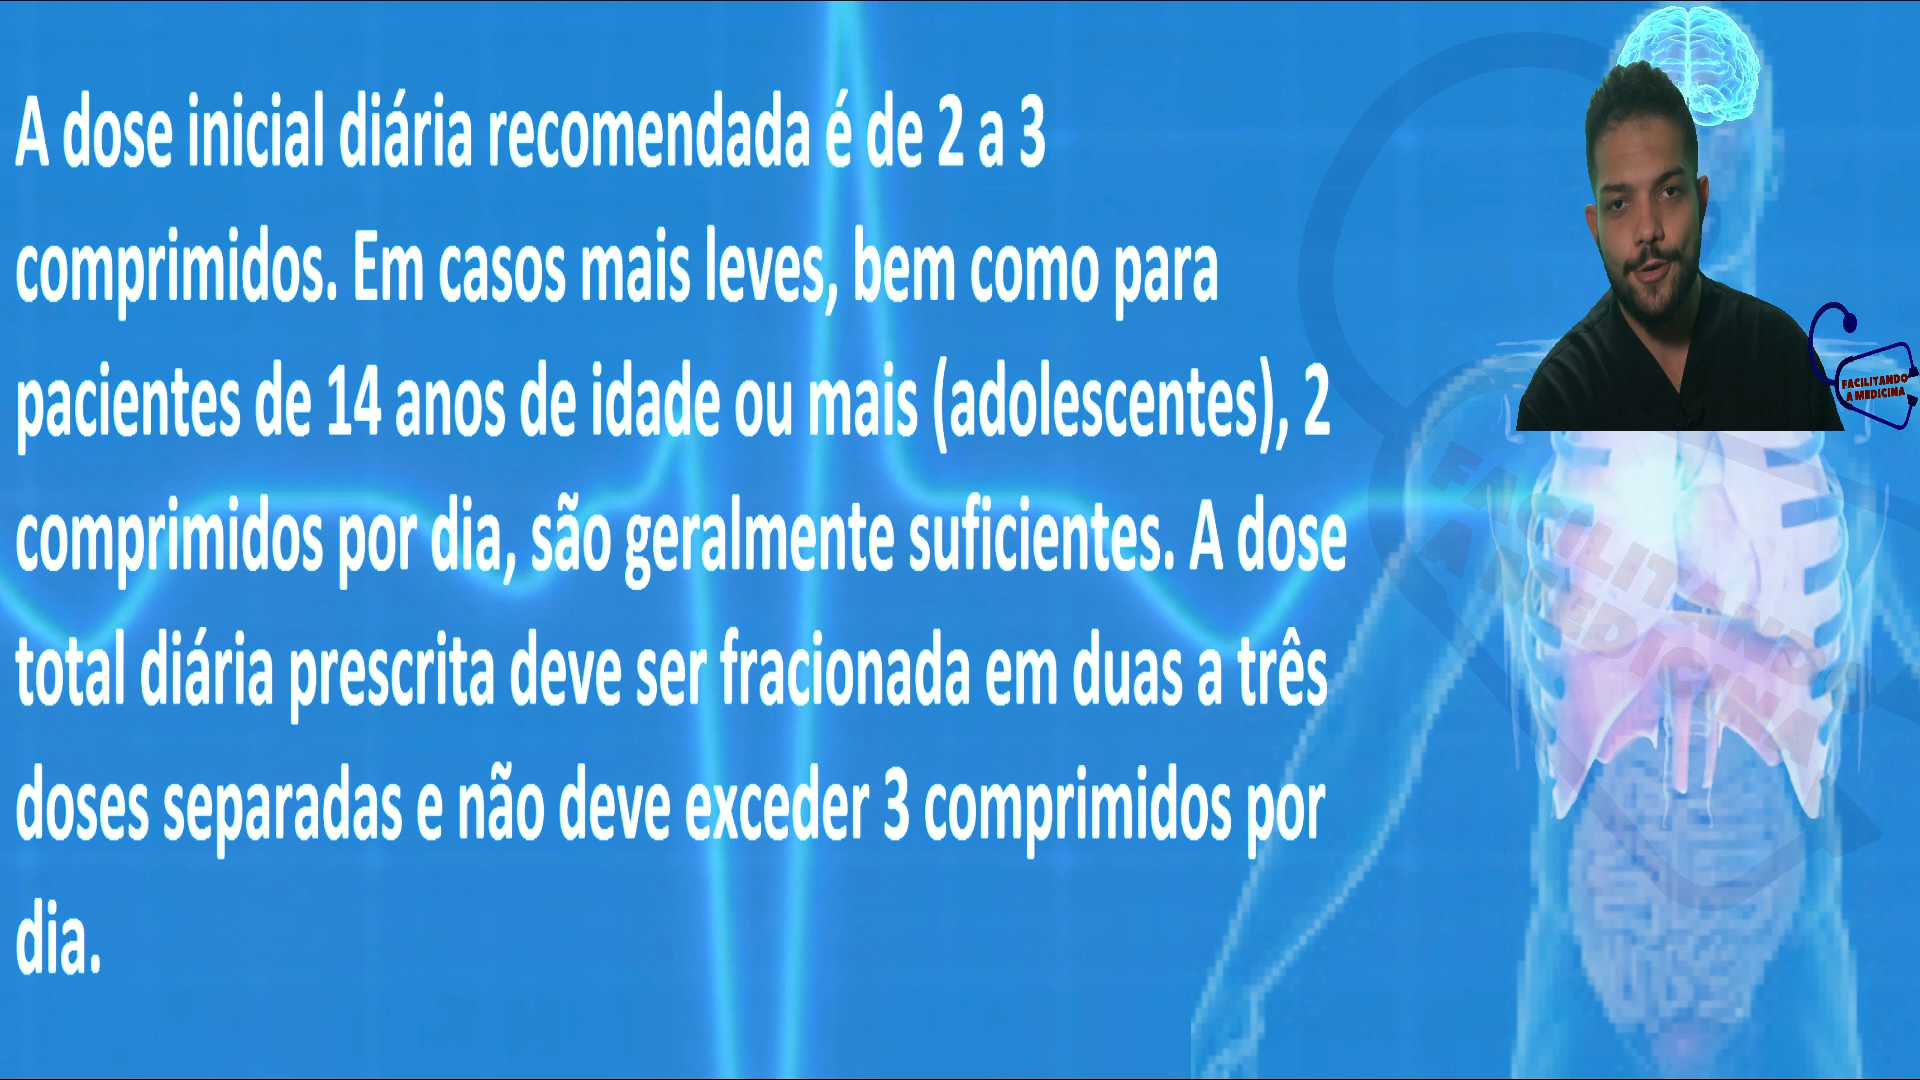 A dose inicial diária recomendada é de 2 a 3
comprimidos. Em casos mais leves, bem como para
pacientes de 14 anos de idade ou mais (adolescentes), 2
comprimidos por dia, são geralmente suficientes. A dose
total diária prescrita deve ser fracionada em duas a três
doses separadas e não deve exceder 3 comprimidos por
dia.
FACILITANDO
A MEDICINA
FACILITANDO
A MEDICINA